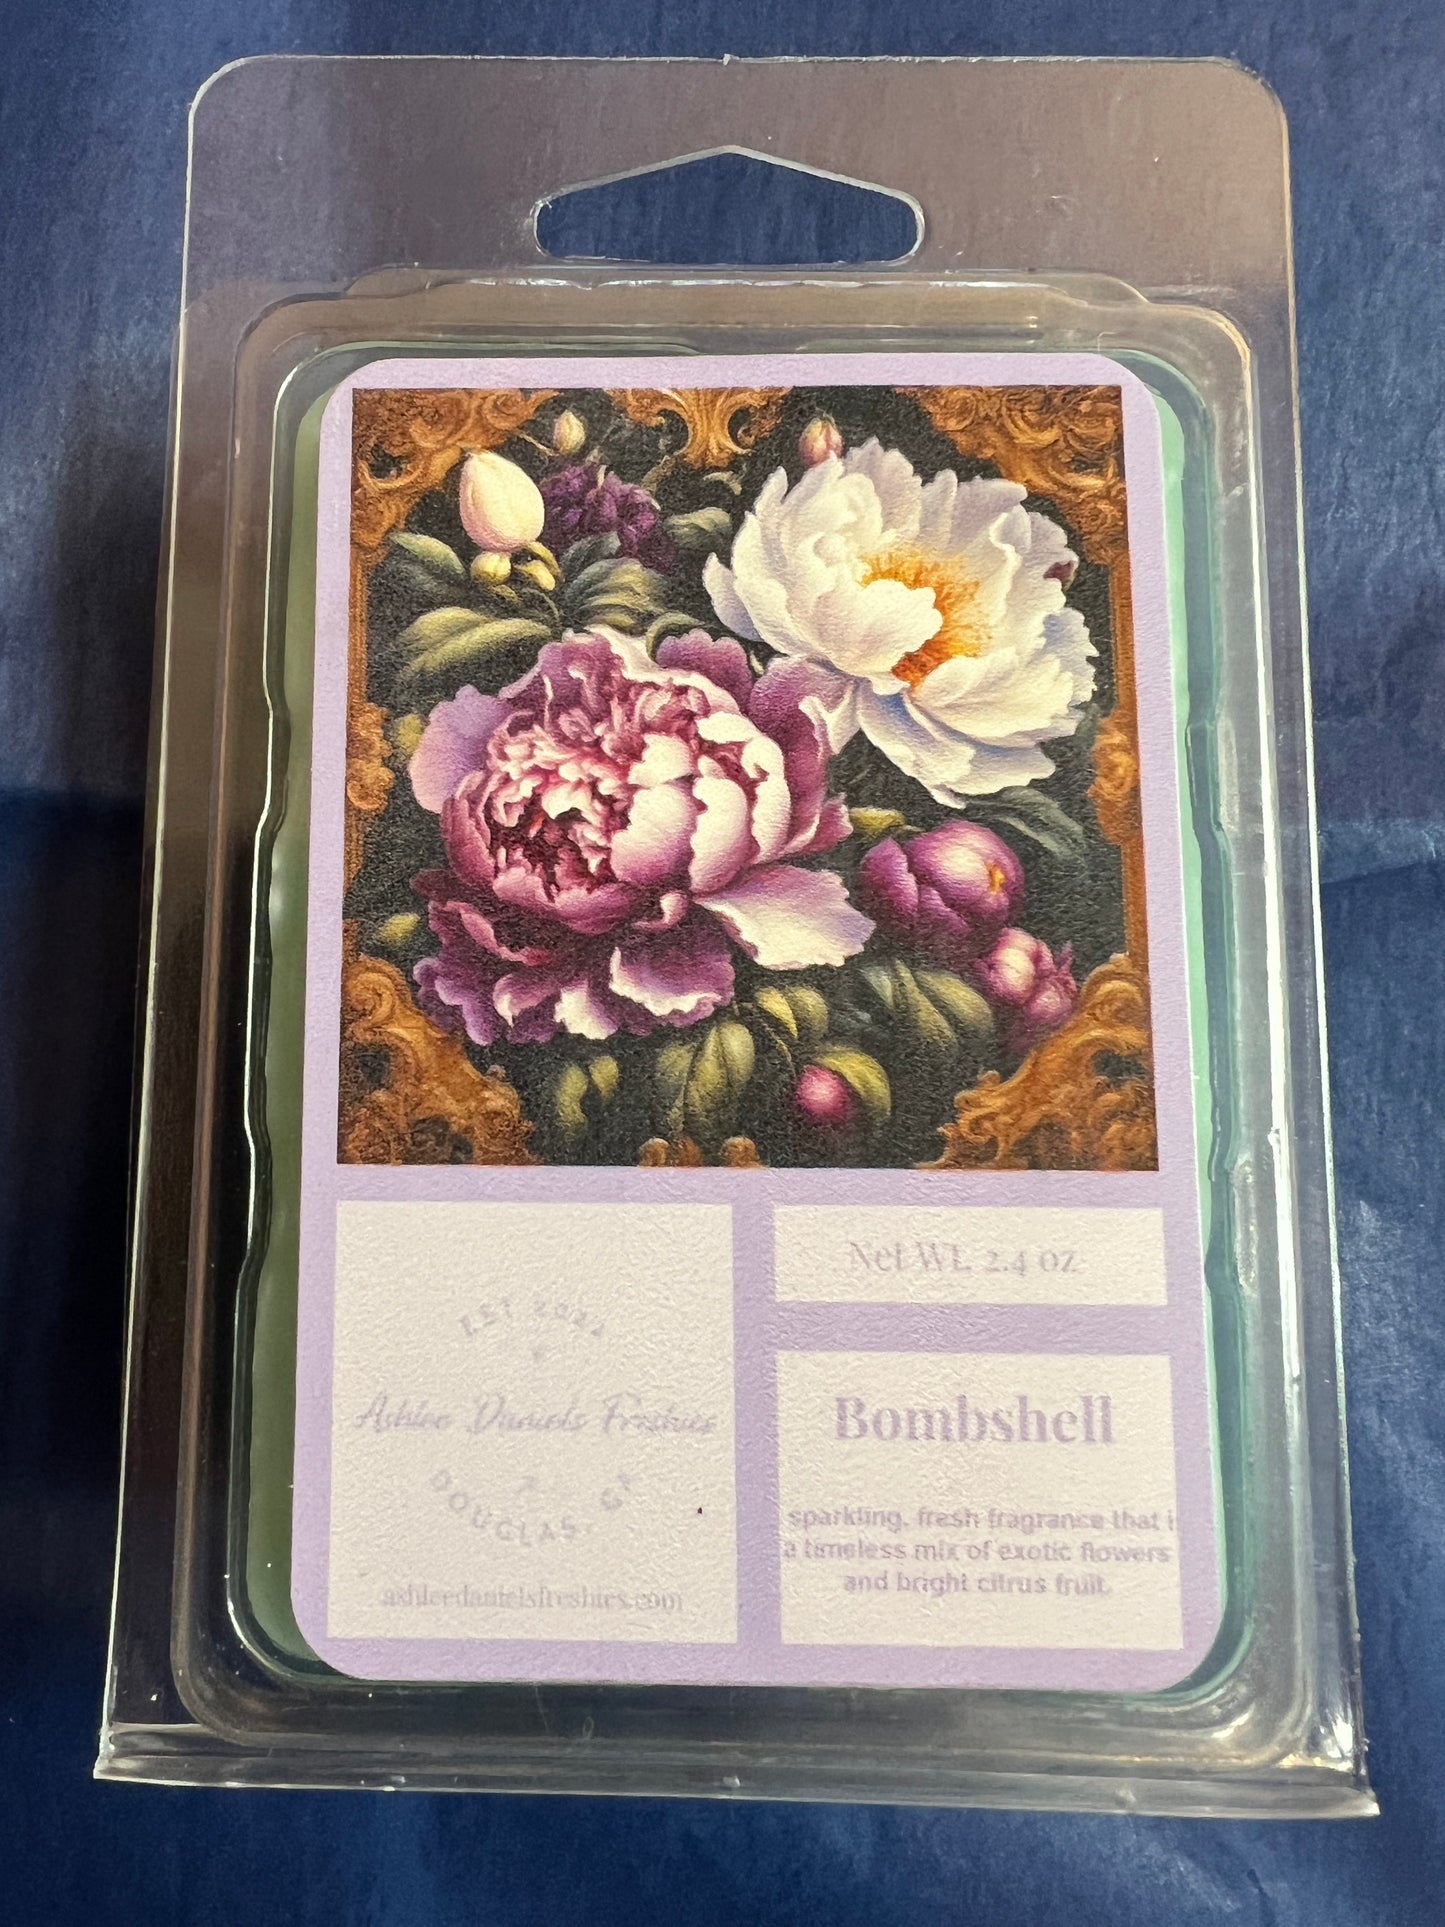 Net Wt. 2.4 oz
EST 2024
Ashlee Daniels Freshies
DOUGLAS, GA
ashleedanielsfreshies.com
Bombshell
sparkling, fresh fragrance that i
a timeless mix of exotic flowers
and bright citrus fruit.